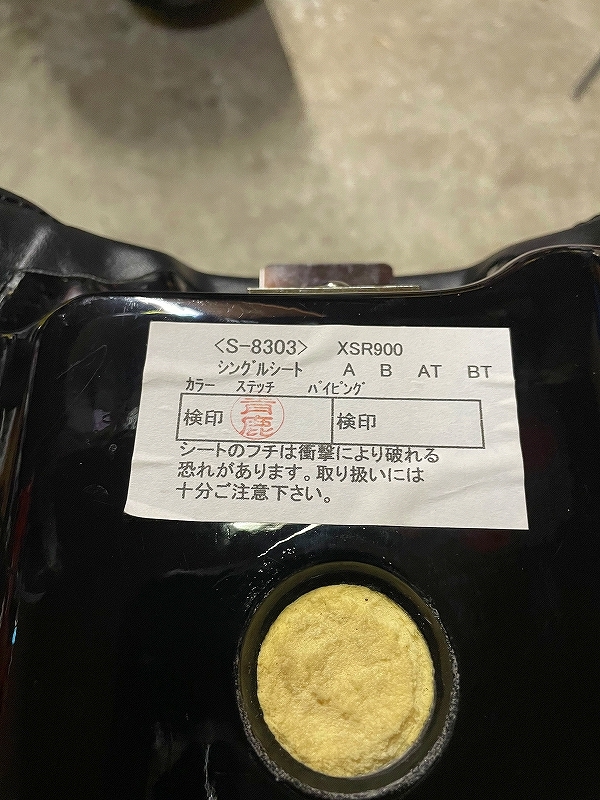 <S-8303> XSR900
シングルシート A B AT BT
カラー ステッチ パイピング
検印 青鹿 検印
シートのフチは衝撃により破れる
恐れがあります。取り扱いには
十分ご注意下さい。